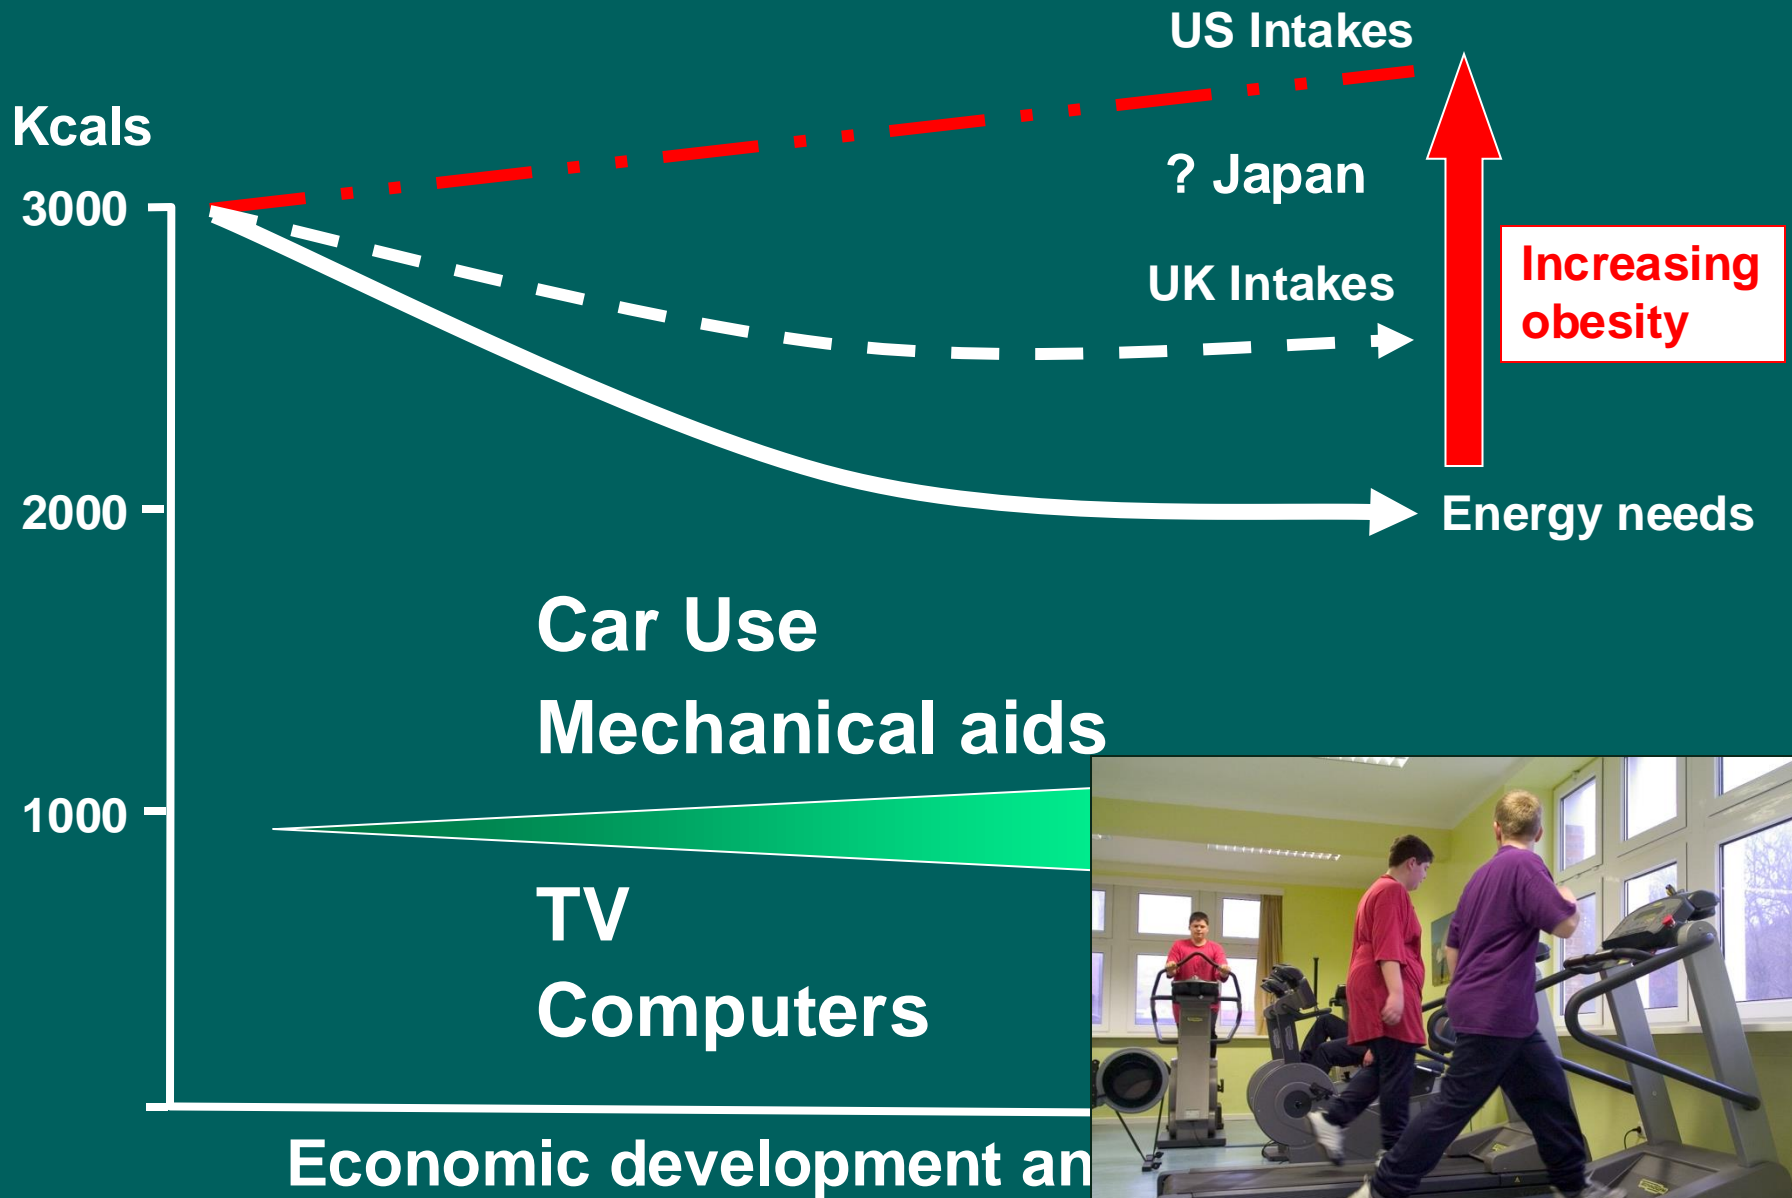 US Intakes
Kcals
? Japan
3000
Increasing
obesity
UK Intakes
2000
Energy needs
Car Use
Mechanical aids
1000
TV
Computers
Economic development an